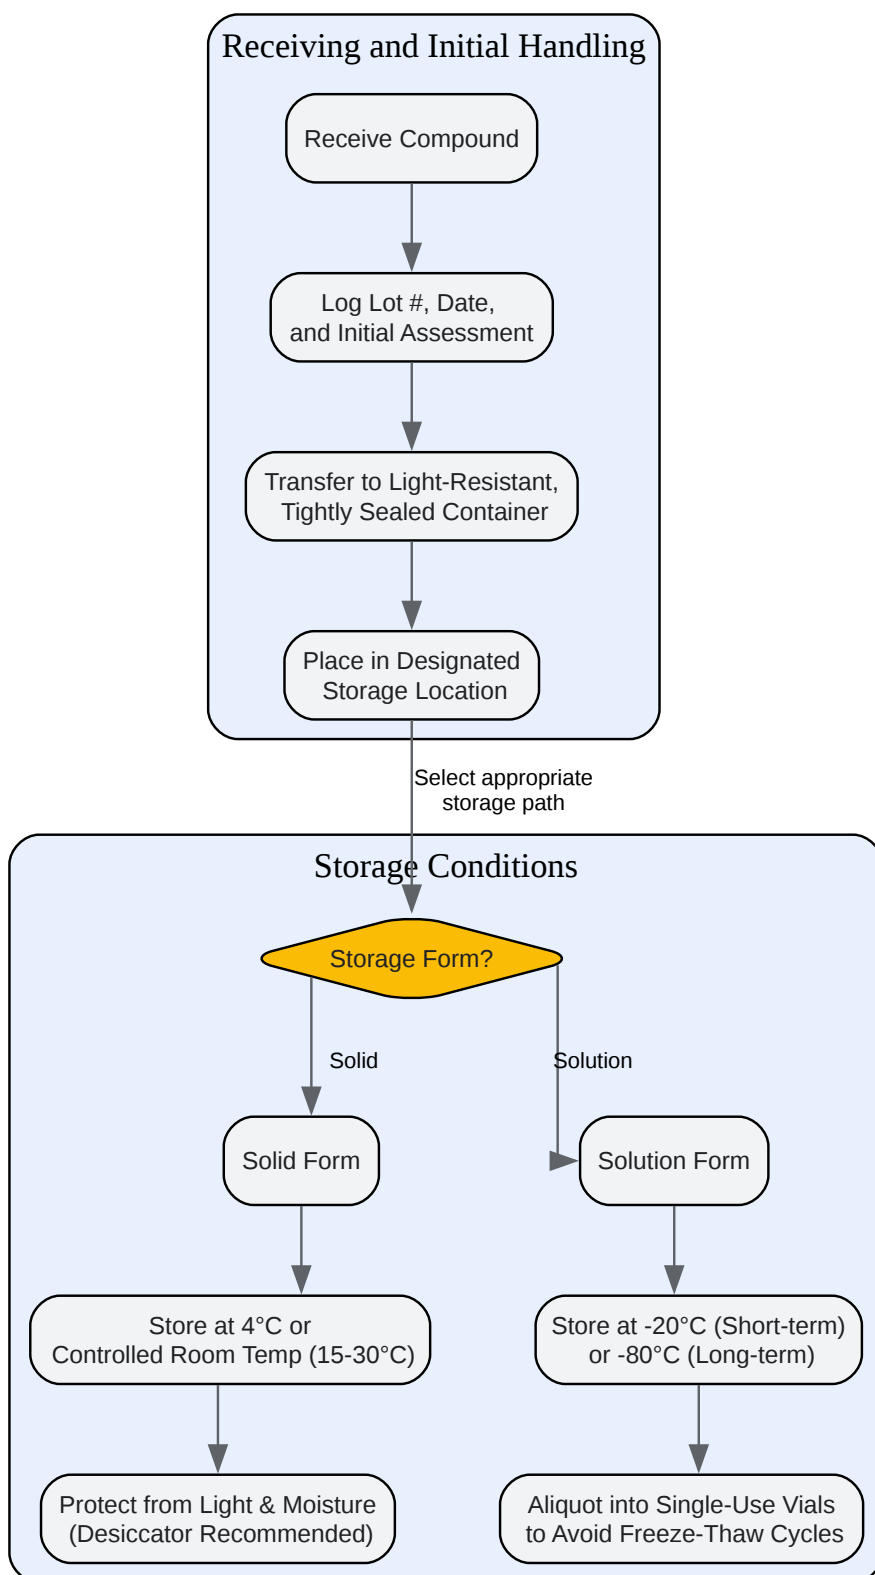 Receiving and Initial Handling
Receive Compound
Log Lot #, Date,
and Initial Assessment
Transfer to Light-Resistant,
Tightly Sealed Container
Place in Designated
Storage Location
Select appropriate
storage path
Storage Conditions
Storage Form?
Solid
Solution
Solid Form
Solution Form
Store at 4°C or
Controlled Room Temp (15-30°C)
Store at -20°C (Short-term)
or -80°C (Long-term)
Protect from Light & Moisture
(Desiccator Recommended)
Aliquot into Single-Use Vials
to Avoid Freeze-Thaw Cycles